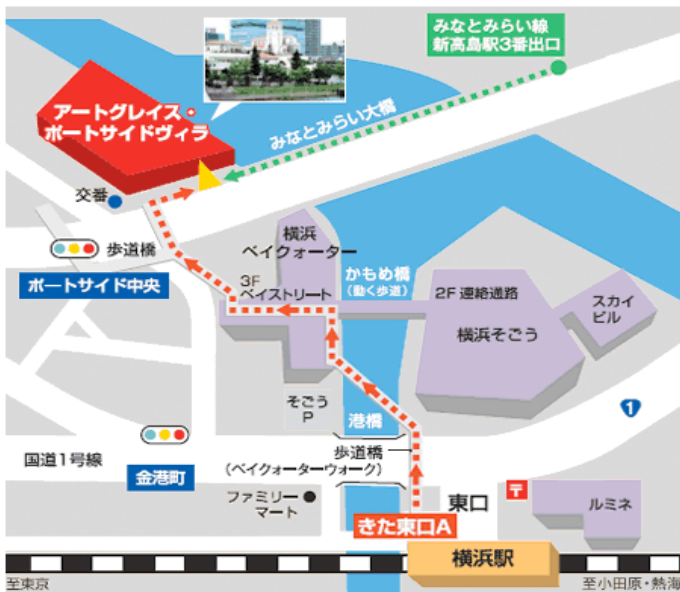 みなとみらい線
新高島駅3番出口
アートグレイス・
ポートサイドヴィラ
みなとみらい大橋
交番
歩道橋
ポートサイド中央
横浜
ベイクォーター
3F
ベイストリート
かもめ橋
(動く歩道)
2F 連絡通路
横浜そごう
スカイ
ビル
そごう
P
港橋
1
国道1号線
金港町
歩道橋
(ベイクォーターウォーク)
ファミリー
マート
きた東口A
東口
〒
ルミネ
横浜駅
至東京
至小田原・熱海